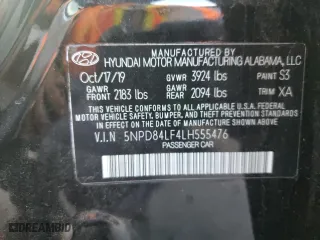 MANUFACTURED BY
HYUNDAI MOTOR MANUFACTURING ALABAMA, LLC
Oct/17/19 GVWR 3924 lbs PAINT S3
GAWR FRONT 2183 lbs GAWR REAR 2094 lbs TRIM XA
THIS VEHICLE CONFORMS TO ALL APPLICABLE
FEDERAL MOTOR VEHICLE SAFETY, BUMPER, AND
THEFT PREVENTION STANDARDS IN EFFECT ON
THE DATE OF MANUFACTURE SHOWN ABOVE.
V.I.N 5NPD84LF4LH555476
PASSENGER CAR